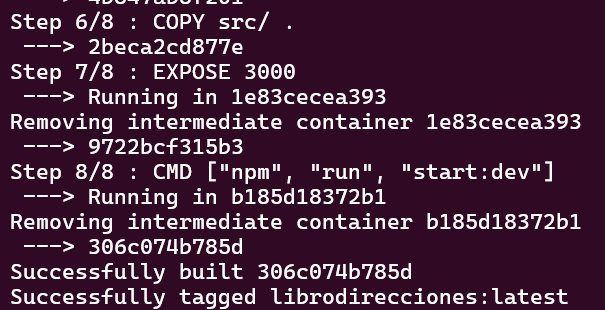 Step 6/8 : COPY src/ .
 ---> 2beca2cd877e
Step 7/8 : EXPOSE 3000
 ---> Running in 1e83cecea393
Removing intermediate container 1e83cecea393
 ---> 9722bcf315b3
Step 8/8 : CMD ["npm", "run", "start:dev"]
 ---> Running in b185d18372b1
Removing intermediate container b185d18372b1
 ---> 306c074b785d
Successfully built 306c074b785d
Successfully tagged librodirecciones:latest